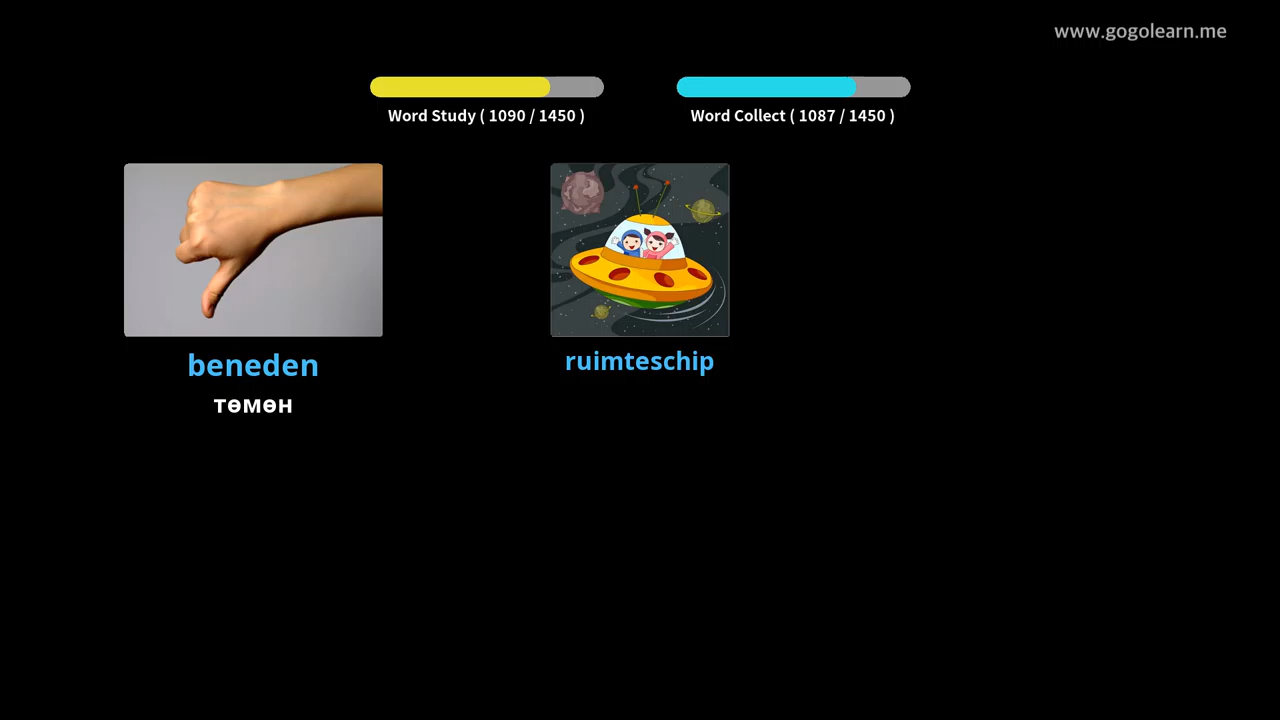 www.gogolearn.me
Word Study ( 1090 / 1450 )
Word Collect ( 1087 / 1450 )
beneden
төмөн
ruimteschip